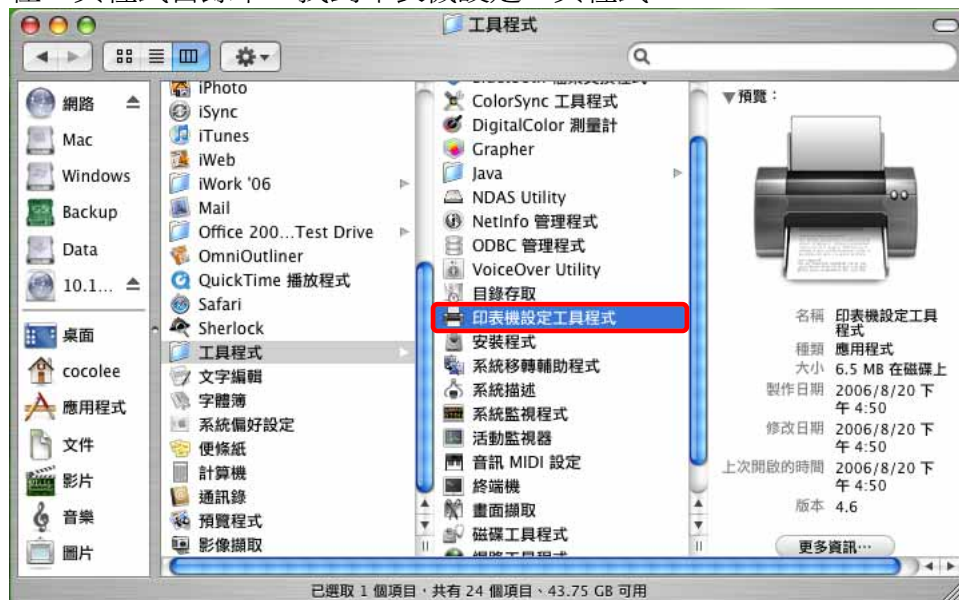 工具程式
網路
Mac
Windows
Backup
Data
10.1...
桌面
cocolee
應用程式
文件
影片
音樂
圖片
iPhoto
iSync
iTunes
iWeb
iWork '06
Mail
Office 200...Test Drive
OmniOutliner
QuickTime 播放程式
Safari
Sherlock
工具程式
文字編輯
字體簿
系統偏好設定
便條紙
計算機
通訊錄
預覽程式
影像擷取
ColorSync 工具程式
DigitalColor 測量計
Grapher
Java
NDAS Utility
NetInfo 管理程式
ODBC 管理程式
VoiceOver Utility
目錄存取
印表機設定工具程式
安裝程式
系統移轉輔助程式
系統描述
系統監視程式
活動監視器
音訊 MIDI 設定
終端機
畫面擷取
磁碟工具程式
預覽：
名稱 印表機設定工具
程式
種類 應用程式
大小 6.5 MB 在磁碟上
製作日期 2006/8/20 下
午 4:50
修改日期 2006/8/20 下
午 4:50
上次開啟的時間 2006/8/20 下
午 4:50
版本 4.6
更多資訊…
已選取 1 個項目，共有 24 個項目、43.75 GB 可用